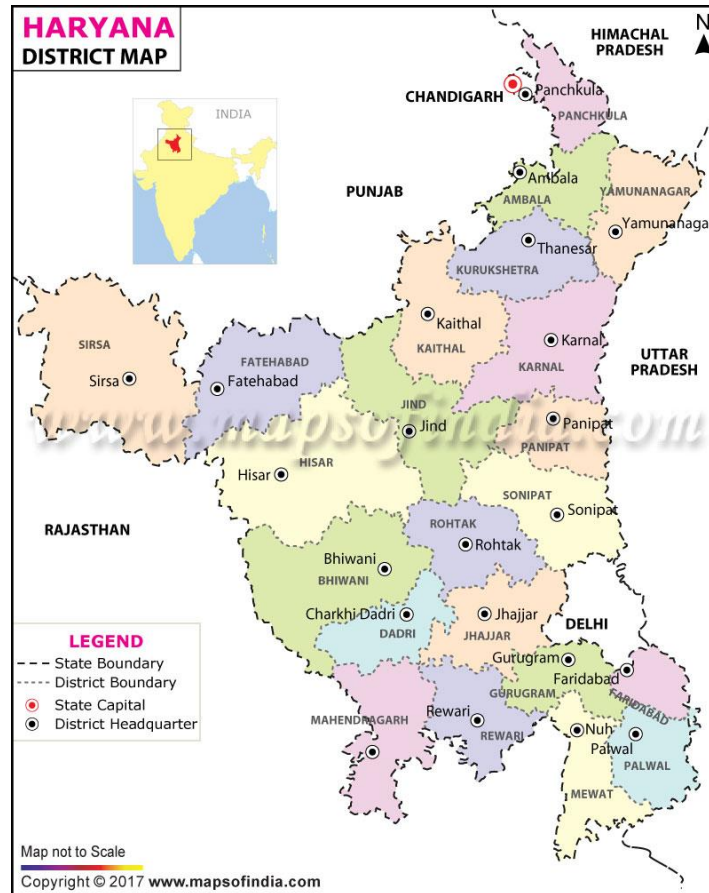 HARYANA
DISTRICT MAP
N
HIMACHAL
PRADESH
INDIA
CHANDIGARH
Panchkula
PANCHKULA
PUNJAB
Ambala
AMBALA
YAMUNANAGAR
Yamunanagar
Thanesar
KURUKSHETRA
Kaithal
KAITHAL
Karnal
KARNAL
UTTAR
PRADESH
SIRSA
Sirsa
FATEHABAD
Fatehabad
JIND
Jind
www.mapsofindia.com
Panipat
PANIPAT
HISAR
Hisar
SONIPAT
Sonipat
RAJASTHAN
ROHTAK
Rohtak
Bhiwani
BHIWANI
Charkhi Dadri
DADRI
Jhajjar
JHAJJAR
DELHI
Gurugram
GURUGRAM
Faridabad
FARIDABAD
MAHENDRAGARH
Rewari
REWARI
Nuh
MEWAT
Palwal
PALWAL
LEGEND
State Boundary
District Boundary
State Capital
District Headquarter
Map not to Scale
Copyright © 2017 www.mapsofindia.com